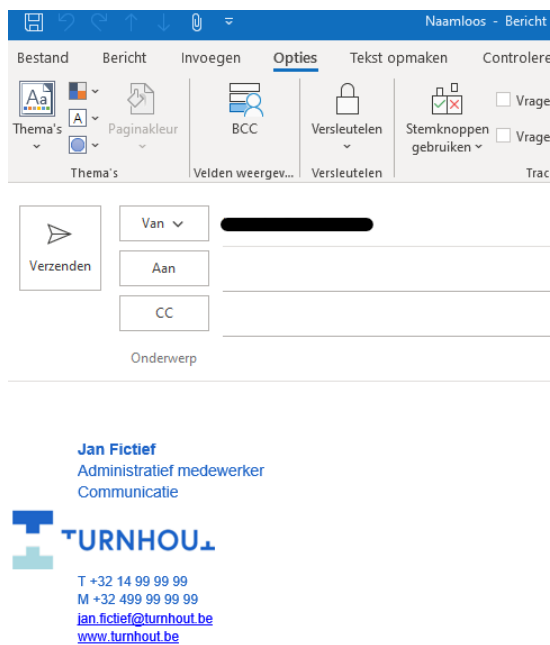 Naamloos - Bericht
Bestand Bericht Invoegen Opties Tekst opmaken Controlere
Thema's Paginakleur BCC Versleutelen Stemknoppen gebruiken Vrage
Vrage
Thema's Velden weergev... Versleutelen Trac
Van
Verzenden
Aan
CC
Onderwerp
Jan Fictief
Administratief medewerker
Communicatie
TURNHOUT
T +32 14 99 99 99
M +32 499 99 99 99
jan.fictief@turnhout.be
www.turnhout.be